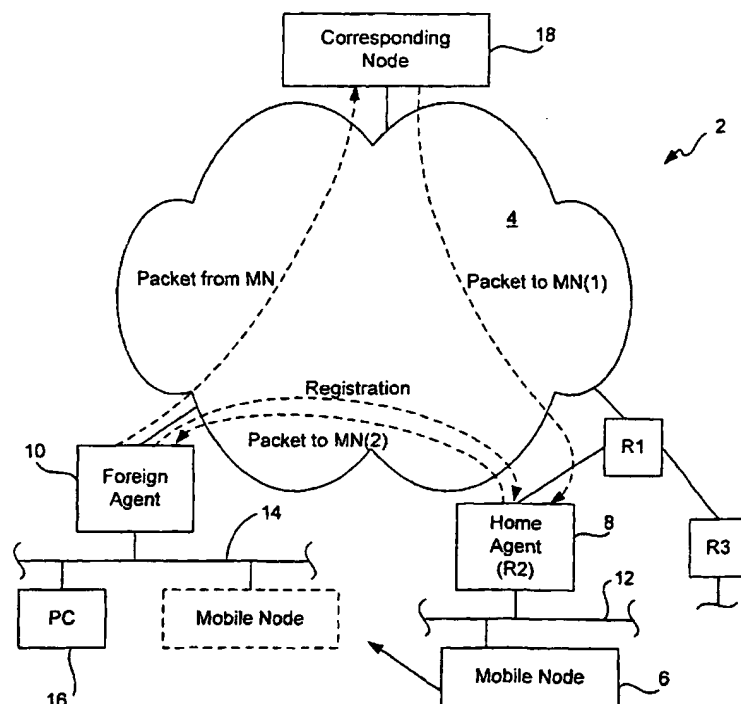 Corresponding
Node
18
2
4
Packet from MN
Packet to MN(1)
Registration
Packet to MN(2)
10
Foreign
Agent
R1
14
Home
Agent
(R2)
8
R3
12
PC
Mobile Node
16
Mobile Node
6